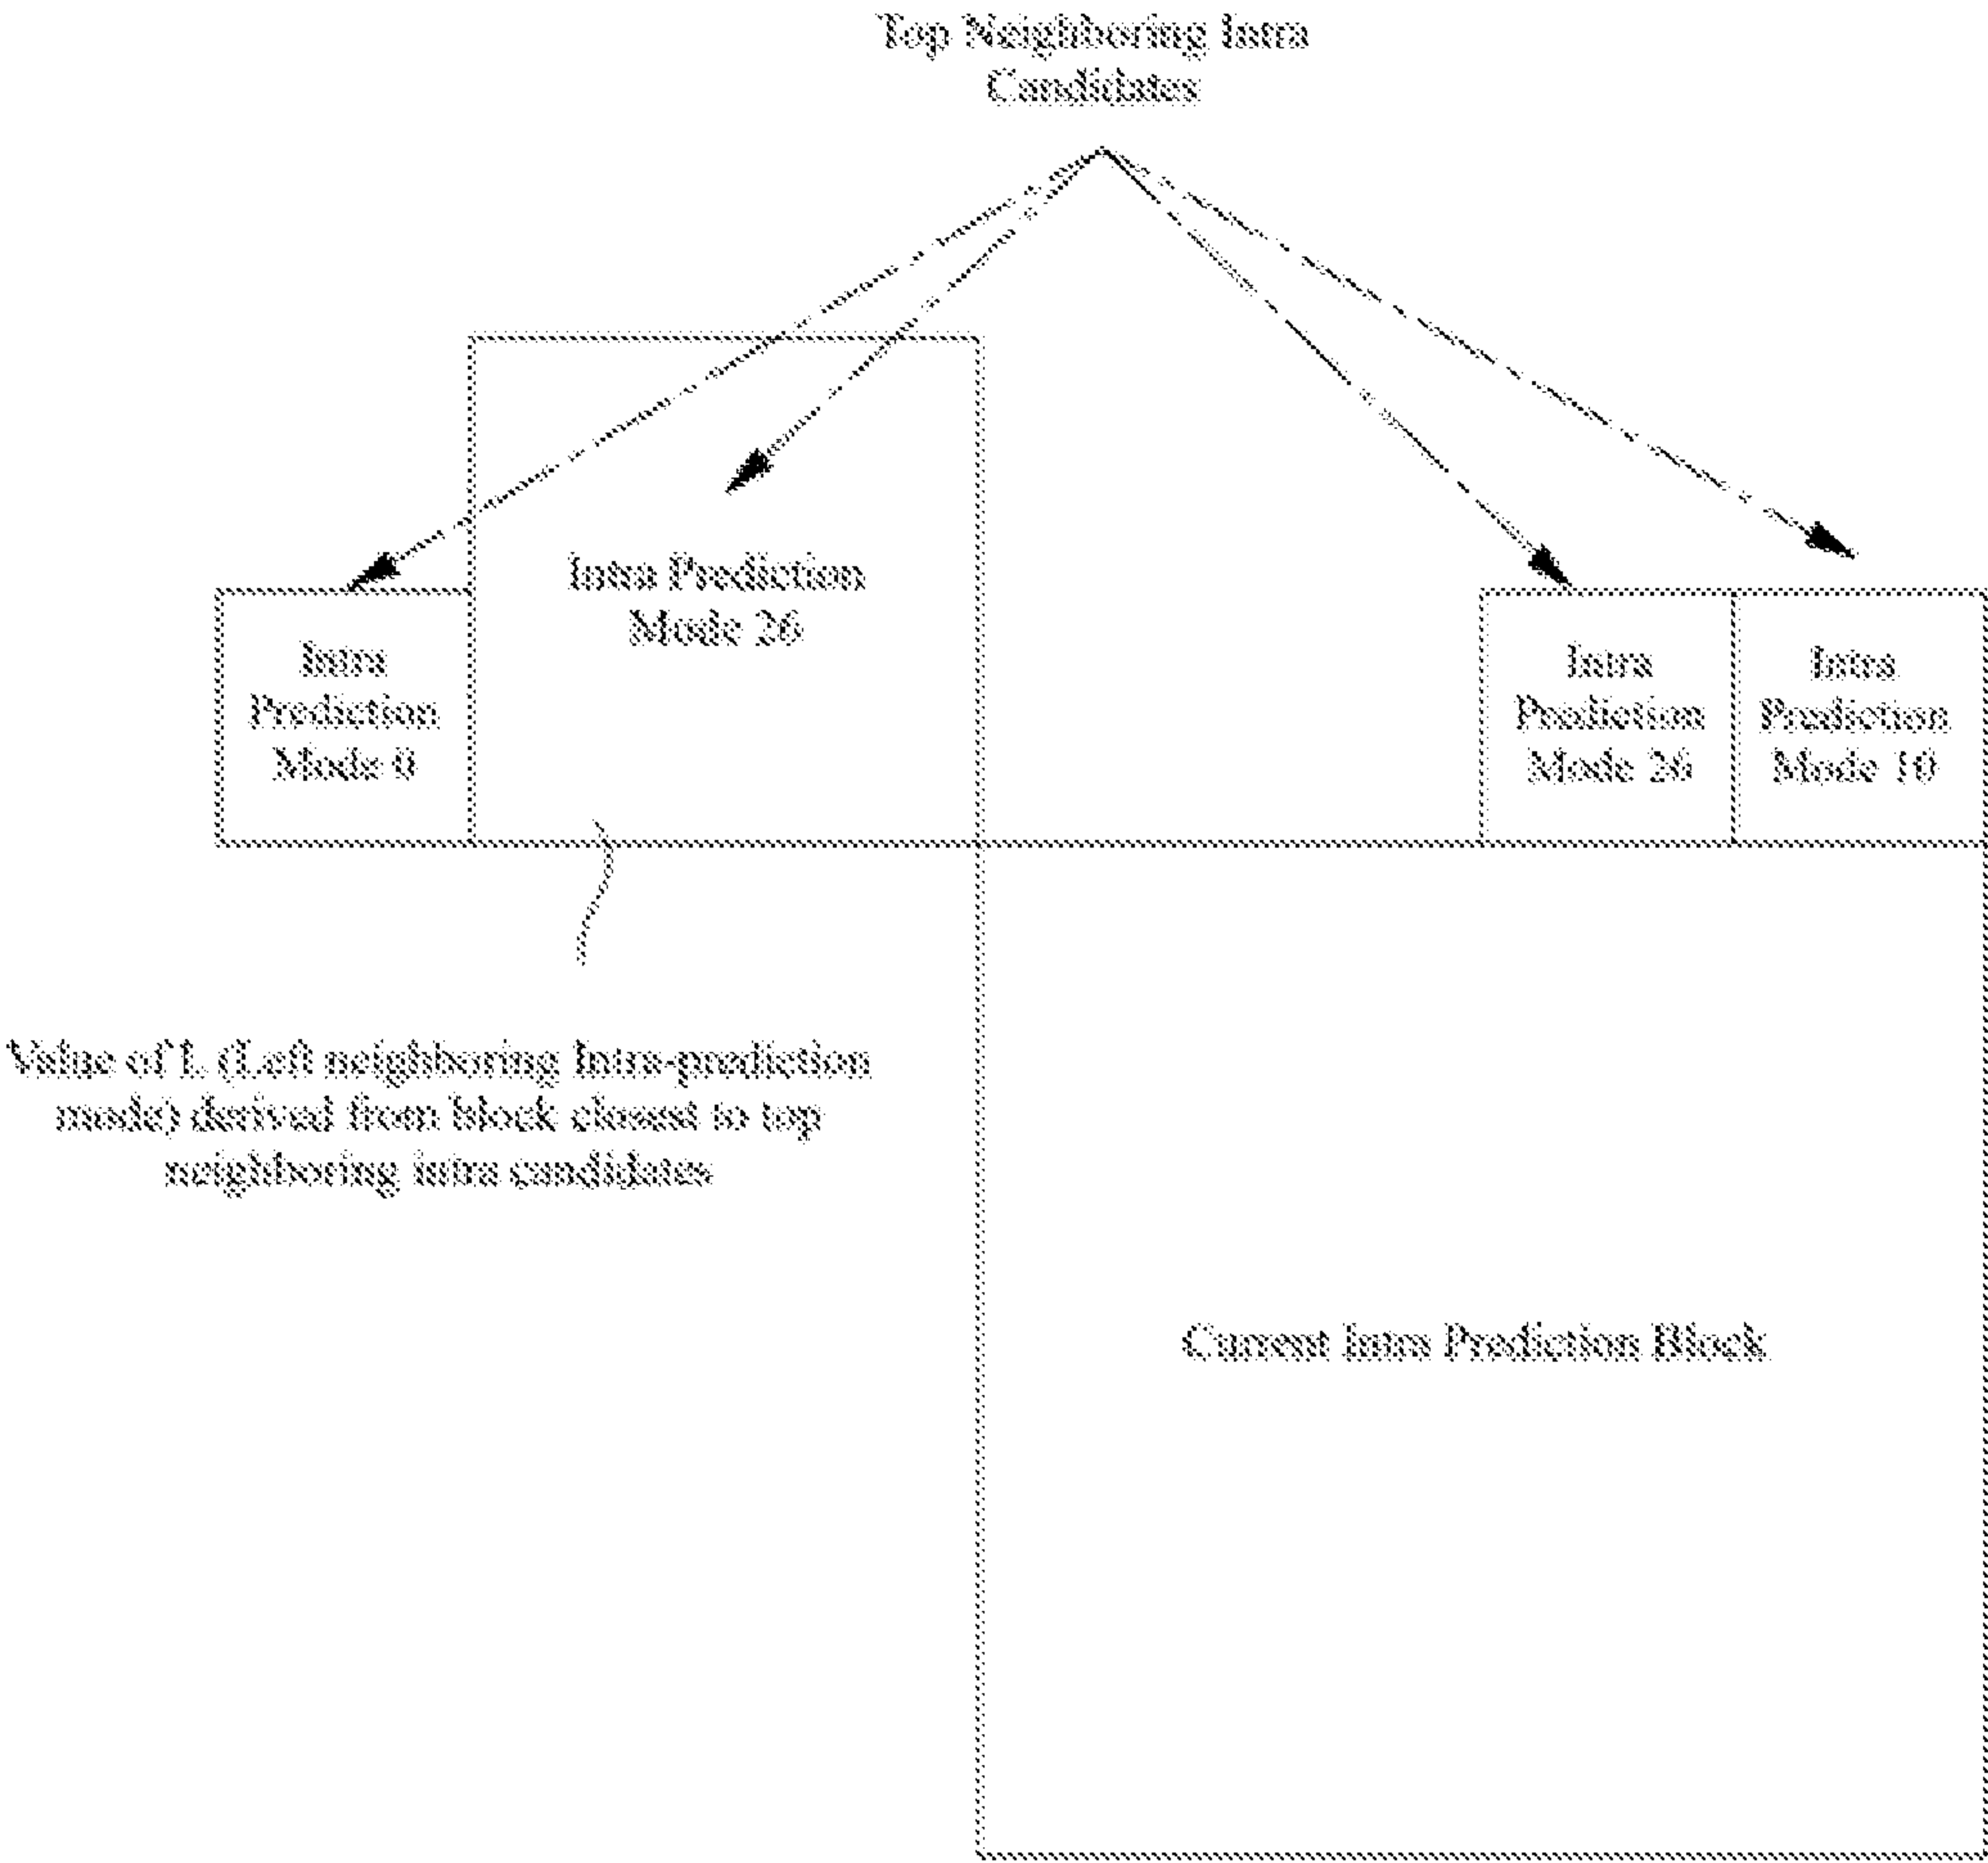 Top Neighboring Intra
Candidates
Intra Prediction
Mode 26
Intra
Prediction
Mode 0
Intra
Prediction
Mode 26
Intra
Prediction
Mode 10
Value of L (Left neighboring Intra-prediction
mode) derived from block closest to top
neighboring intra candidates
Current Intra Prediction Block